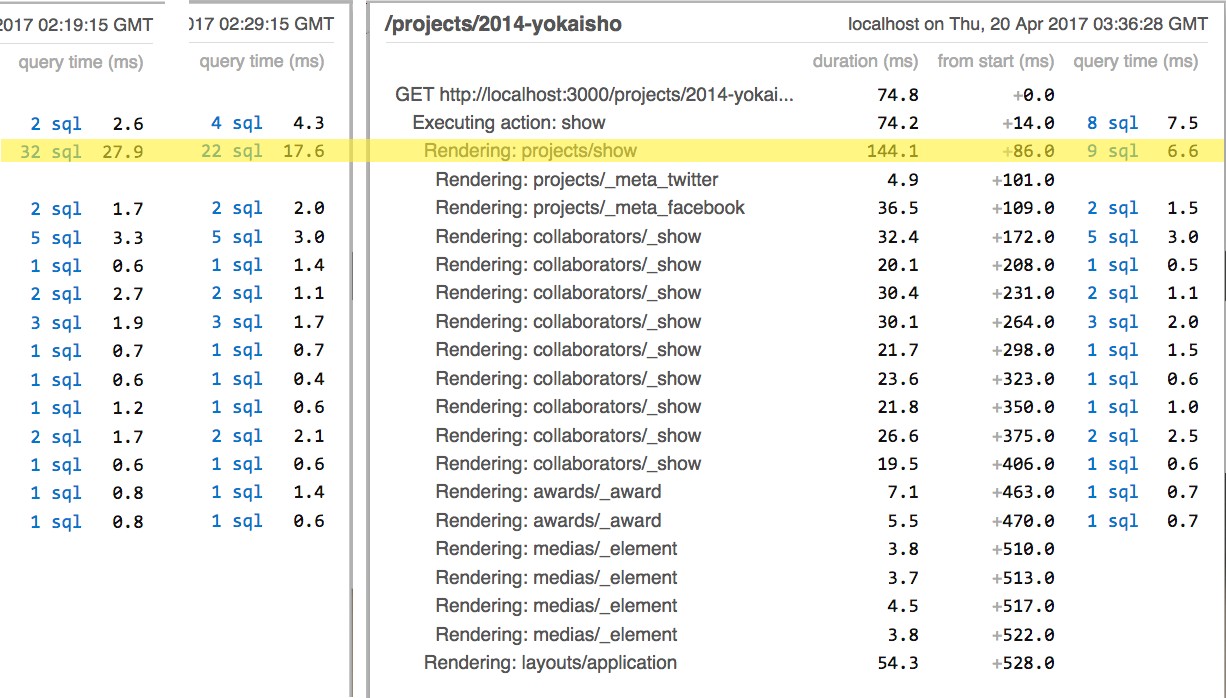 2017 02:19:15 GMT
query time (ms)
2 sql 2.6
32 sql 27.9
2 sql 1.7
5 sql 3.3
1 sql 0.6
2 sql 2.7
3 sql 1.9
1 sql 0.7
1 sql 0.6
1 sql 1.2
2 sql 1.7
1 sql 0.6
1 sql 0.8
1 sql 0.8
017 02:29:15 GMT
query time (ms)
4 sql 4.3
22 sql 17.6
2 sql 2.0
5 sql 3.0
1 sql 1.4
2 sql 1.1
3 sql 1.7
1 sql 0.7
1 sql 0.4
1 sql 0.6
2 sql 2.1
1 sql 0.6
1 sql 1.4
1 sql 0.6
/projects/2014-yokaisho localhost on Thu, 20 Apr 2017 03:36:28 GMT
duration (ms) from start (ms) query time (ms)
GET http://localhost:3000/projects/2014-yokai... 74.8 +0.0
Executing action: show 74.2 +14.0 8 sql 7.5
Rendering: projects/show 144.1 +86.0 9 sql 6.6
Rendering: projects/_meta_twitter 4.9 +101.0
Rendering: projects/_meta_facebook 36.5 +109.0 2 sql 1.5
Rendering: collaborators/_show 32.4 +172.0 5 sql 3.0
Rendering: collaborators/_show 20.1 +208.0 1 sql 0.5
Rendering: collaborators/_show 30.4 +231.0 2 sql 1.1
Rendering: collaborators/_show 30.1 +264.0 3 sql 2.0
Rendering: collaborators/_show 21.7 +298.0 1 sql 1.5
Rendering: collaborators/_show 23.6 +323.0 1 sql 0.6
Rendering: collaborators/_show 21.8 +350.0 1 sql 1.0
Rendering: collaborators/_show 26.6 +375.0 2 sql 2.5
Rendering: collaborators/_show 19.5 +406.0 1 sql 0.6
Rendering: awards/_award 7.1 +463.0 1 sql 0.7
Rendering: awards/_award 5.5 +470.0 1 sql 0.7
Rendering: medias/_element 3.8 +510.0
Rendering: medias/_element 3.7 +513.0
Rendering: medias/_element 4.5 +517.0
Rendering: medias/_element 3.8 +522.0
Rendering: layouts/application 54.3 +528.0